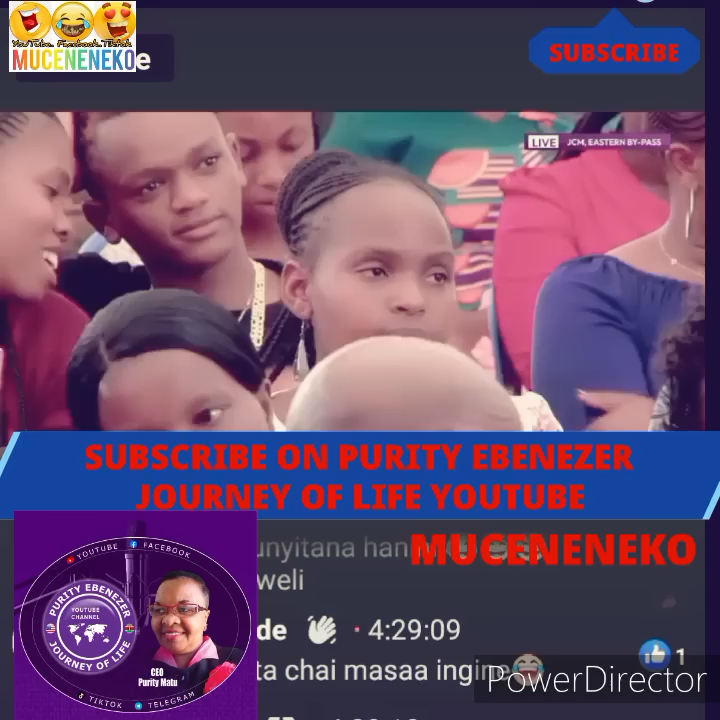 YouTube.. Facebook..Tiktok
MUCENENEKO
e
SUBSCRIBE
LIVE JCM, EASTERN BY-PASS
SUBSCRIBE ON PURITY EBENEZER
JOURNEY OF LIFE YOUTUBE
MUCENENEKO
unyitana han
weli
de · 4:29:09
ta chai masaa ingine
1
YOUTUBE FACEBOOK
PURITY EBENEZER
YOUTUBE
CHANNEL
JOURNEY OF LIFE
CEO
Purity Matu
TIKTOK TELEGRAM
PowerDirector